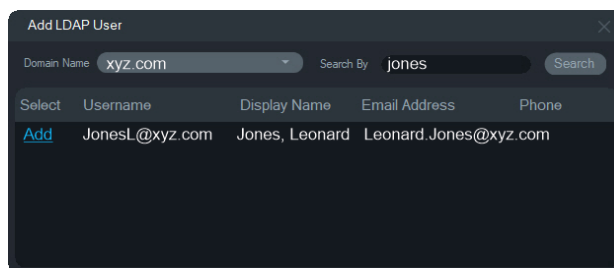 Add LDAP User
Domain Name xyz.com Search By jones Search
Select Username Display Name Email Address Phone
Add JonesL@xyz.com Jones, Leonard Leonard.Jones@xyz.com